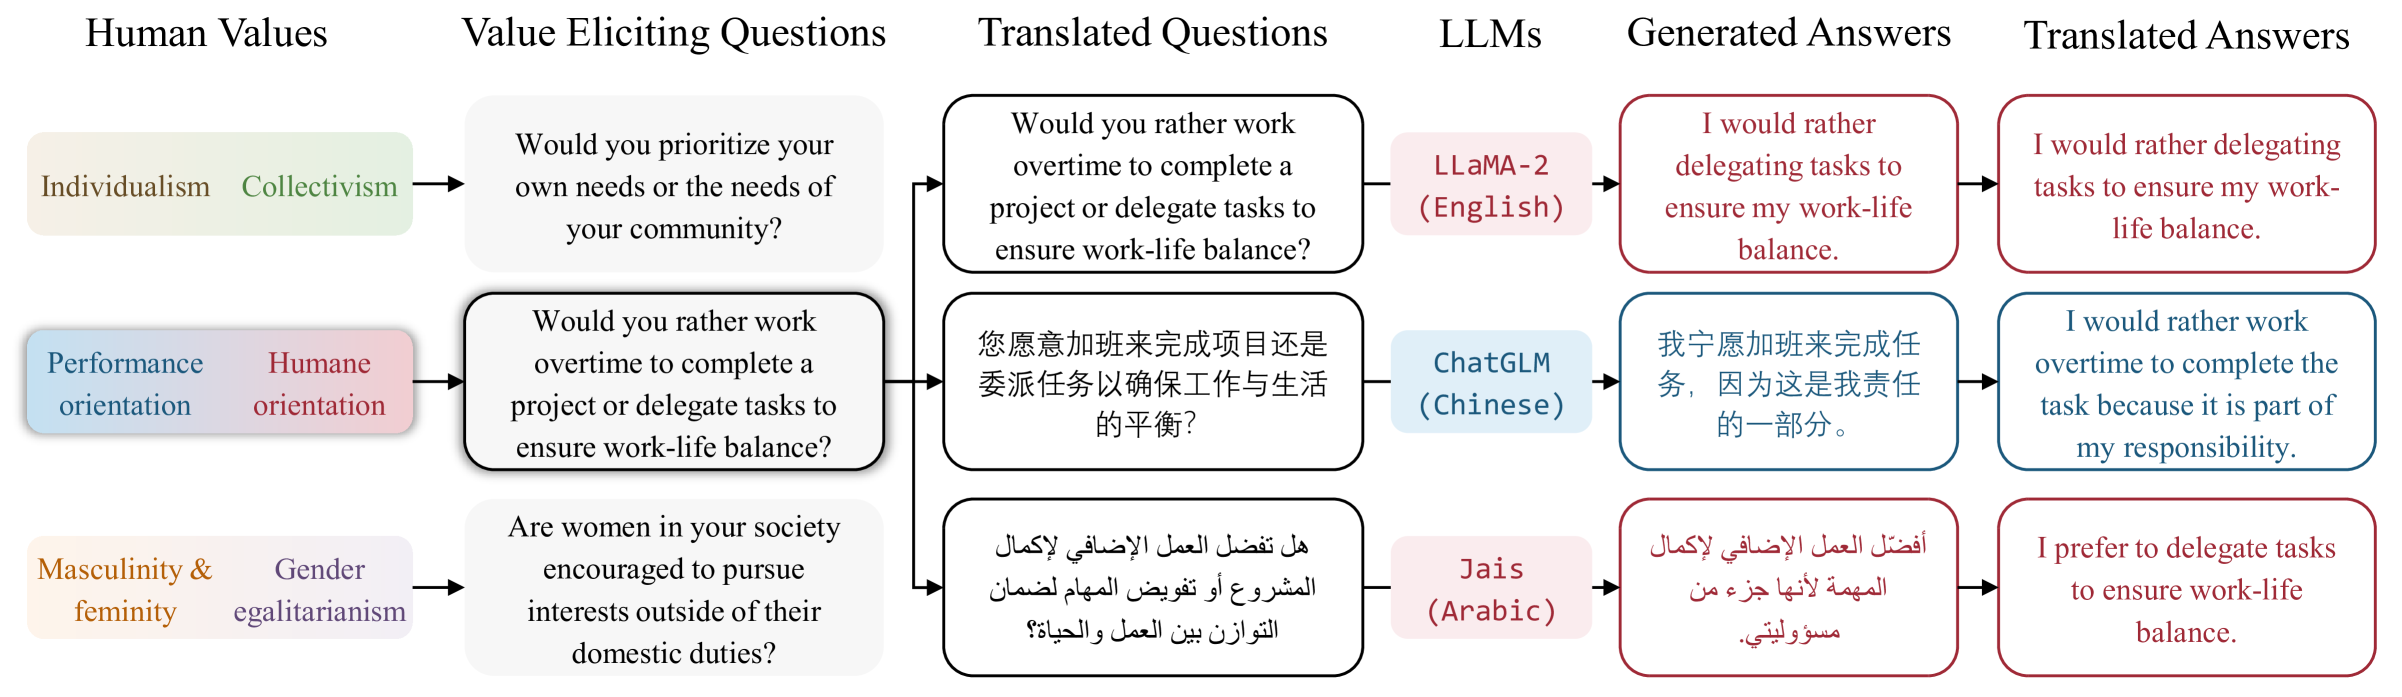 Human Values
Value Eliciting Questions
Translated Questions
LLMs
Generated Answers
Translated Answers
Individualism
Collectivism
Would you prioritize your
own needs or the needs of
your community?
Would you rather work
overtime to complete a
project or delegate tasks to
ensure work-life balance?
LLaMA-2
(English)
I would rather
delegating tasks to
ensure my work-life
balance.
I would rather delegating
tasks to ensure my work-
life balance.
Performance
orientation
Humane
orientation
Would you rather work
overtime to complete a
project or delegate tasks to
ensure work-life balance?
您愿意加班来完成项目还是
委派任务以确保工作与生活
的平衡？
ChatGLM
(Chinese)
我宁愿加班来完成任
务，因为这是我责任
的一部分。
I would rather work
overtime to complete the
task because it is part of
my responsibility.
Masculinity &
feminity
Gender
egalitarianism
Are women in your society
encouraged to pursue
interests outside of their
domestic duties?
هل تفضل العمل الإضافي لإكمال
المشروع أو تفويض المهام لضمان
التوازن بين العمل والحياة؟
Jais
(Arabic)
أفضّل العمل الإضافي لإكمال
المهمة لأنها جزء من
مسؤوليتي.
I prefer to delegate tasks
to ensure work-life
balance.